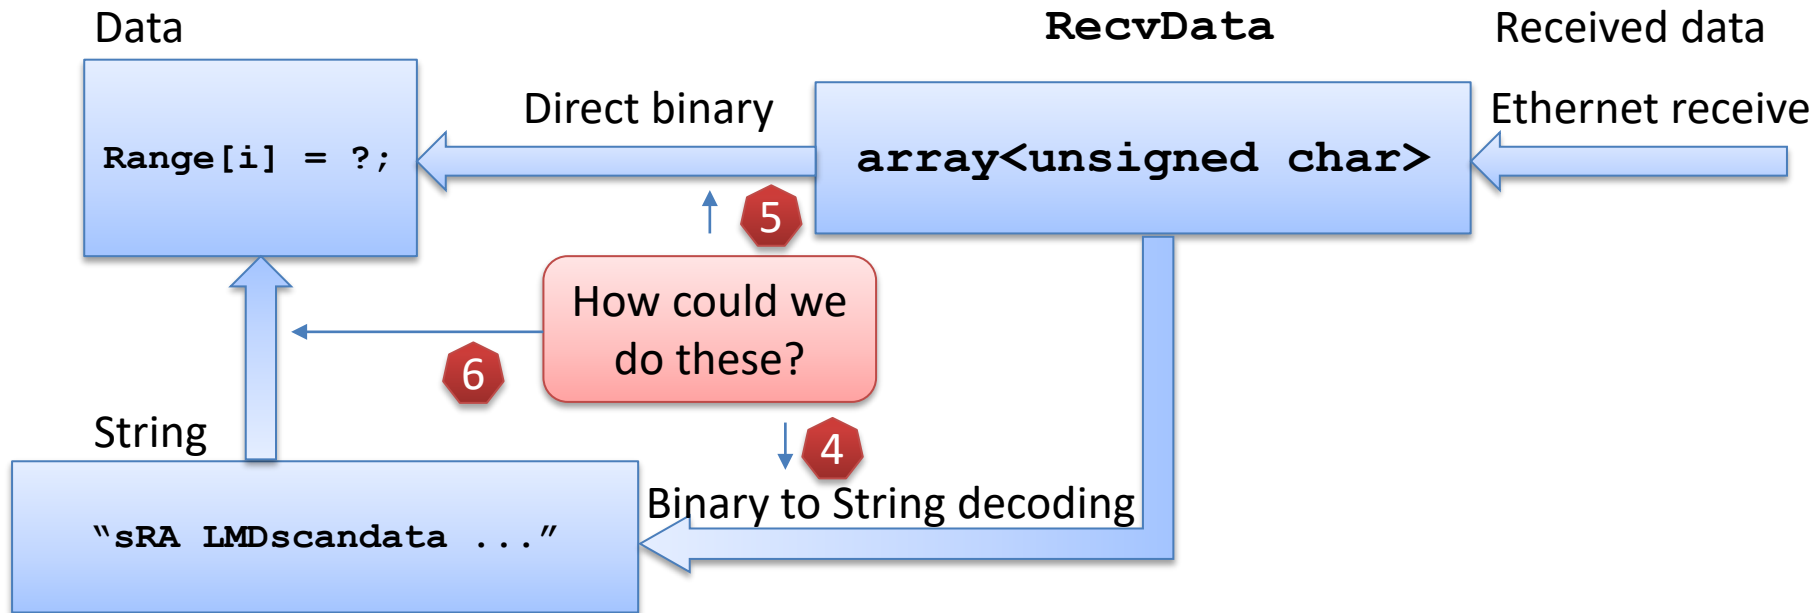 Data
RecvData
Received data
Direct binary
Ethernet receive
Range[i] = ?;
array<unsigned char>
5
How could we
do these?
6
String
4
Binary to String decoding
“sRA LMDscandata ...”